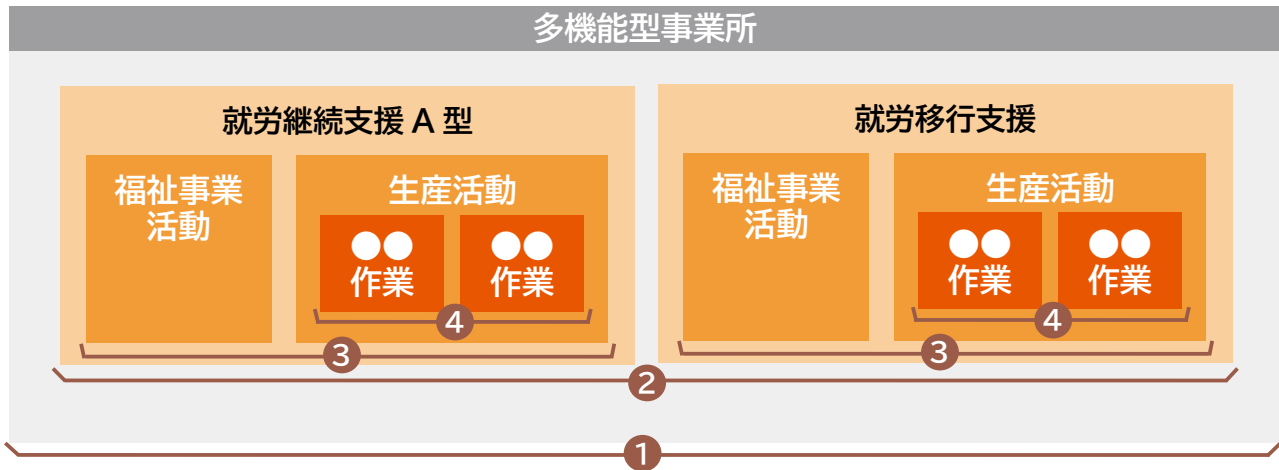 多機能型事業所
就労継続支援 A 型
福祉事業
活動
生産活動
●●
作業
●●
作業
④
③
就労移行支援
福祉事業
活動
生産活動
●●
作業
●●
作業
④
③
②
①